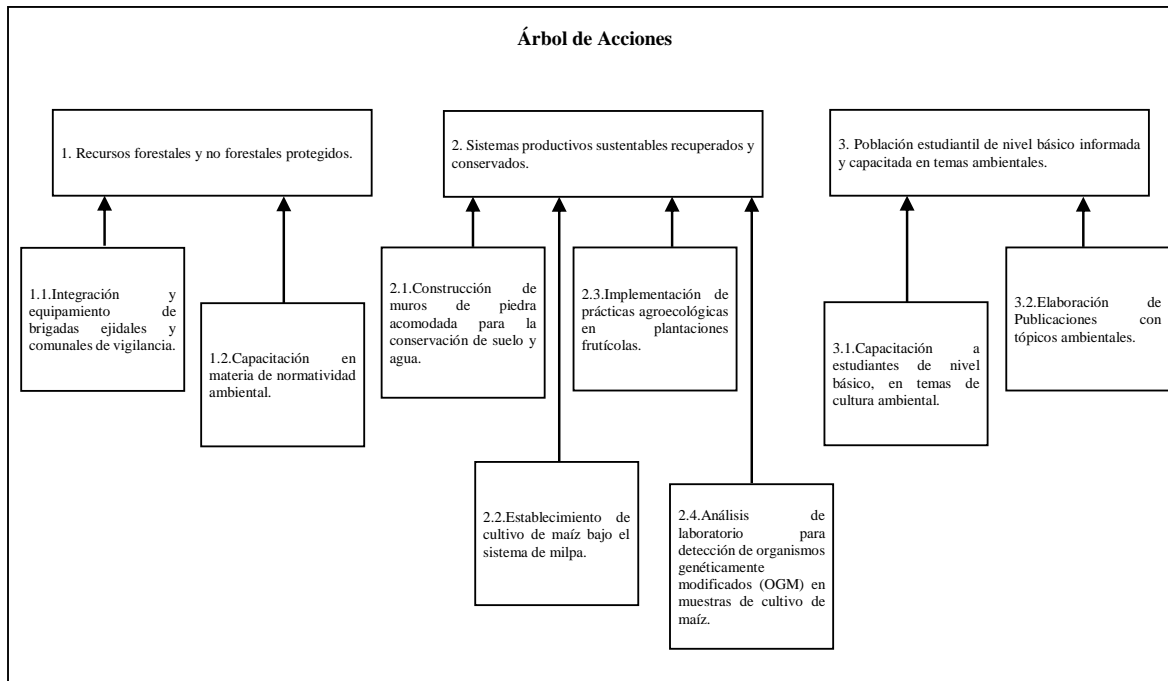 Árbol de Acciones
1. Recursos forestales y no forestales protegidos.
2. Sistemas productivos sustentables recuperados y
conservados.
3. Población estudiantil de nivel básico informada
y capacitada en temas ambientales.
1.1.Integración y
equipamiento de
brigadas ejidales y
comunales de vigilancia.
1.2.Capacitación en
materia de normatividad
ambiental.
2.1.Construcción de
muros de piedra
acomodada para la
conservación de suelo y
agua.
2.2.Establecimiento de
cultivo de maíz bajo el
sistema de milpa.
2.3.Implementación de
prácticas agroecológicas
en plantaciones
frutícolas.
2.4.Análisis de
laboratorio para
detección de organismos
genéticamente
modificados (OGM) en
muestras de cultivo de
maíz.
3.1.Capacitación a
estudiantes de nivel
básico, en temas de
cultura ambiental.
3.2.Elaboración de
Publicaciones con
tópicos ambientales.